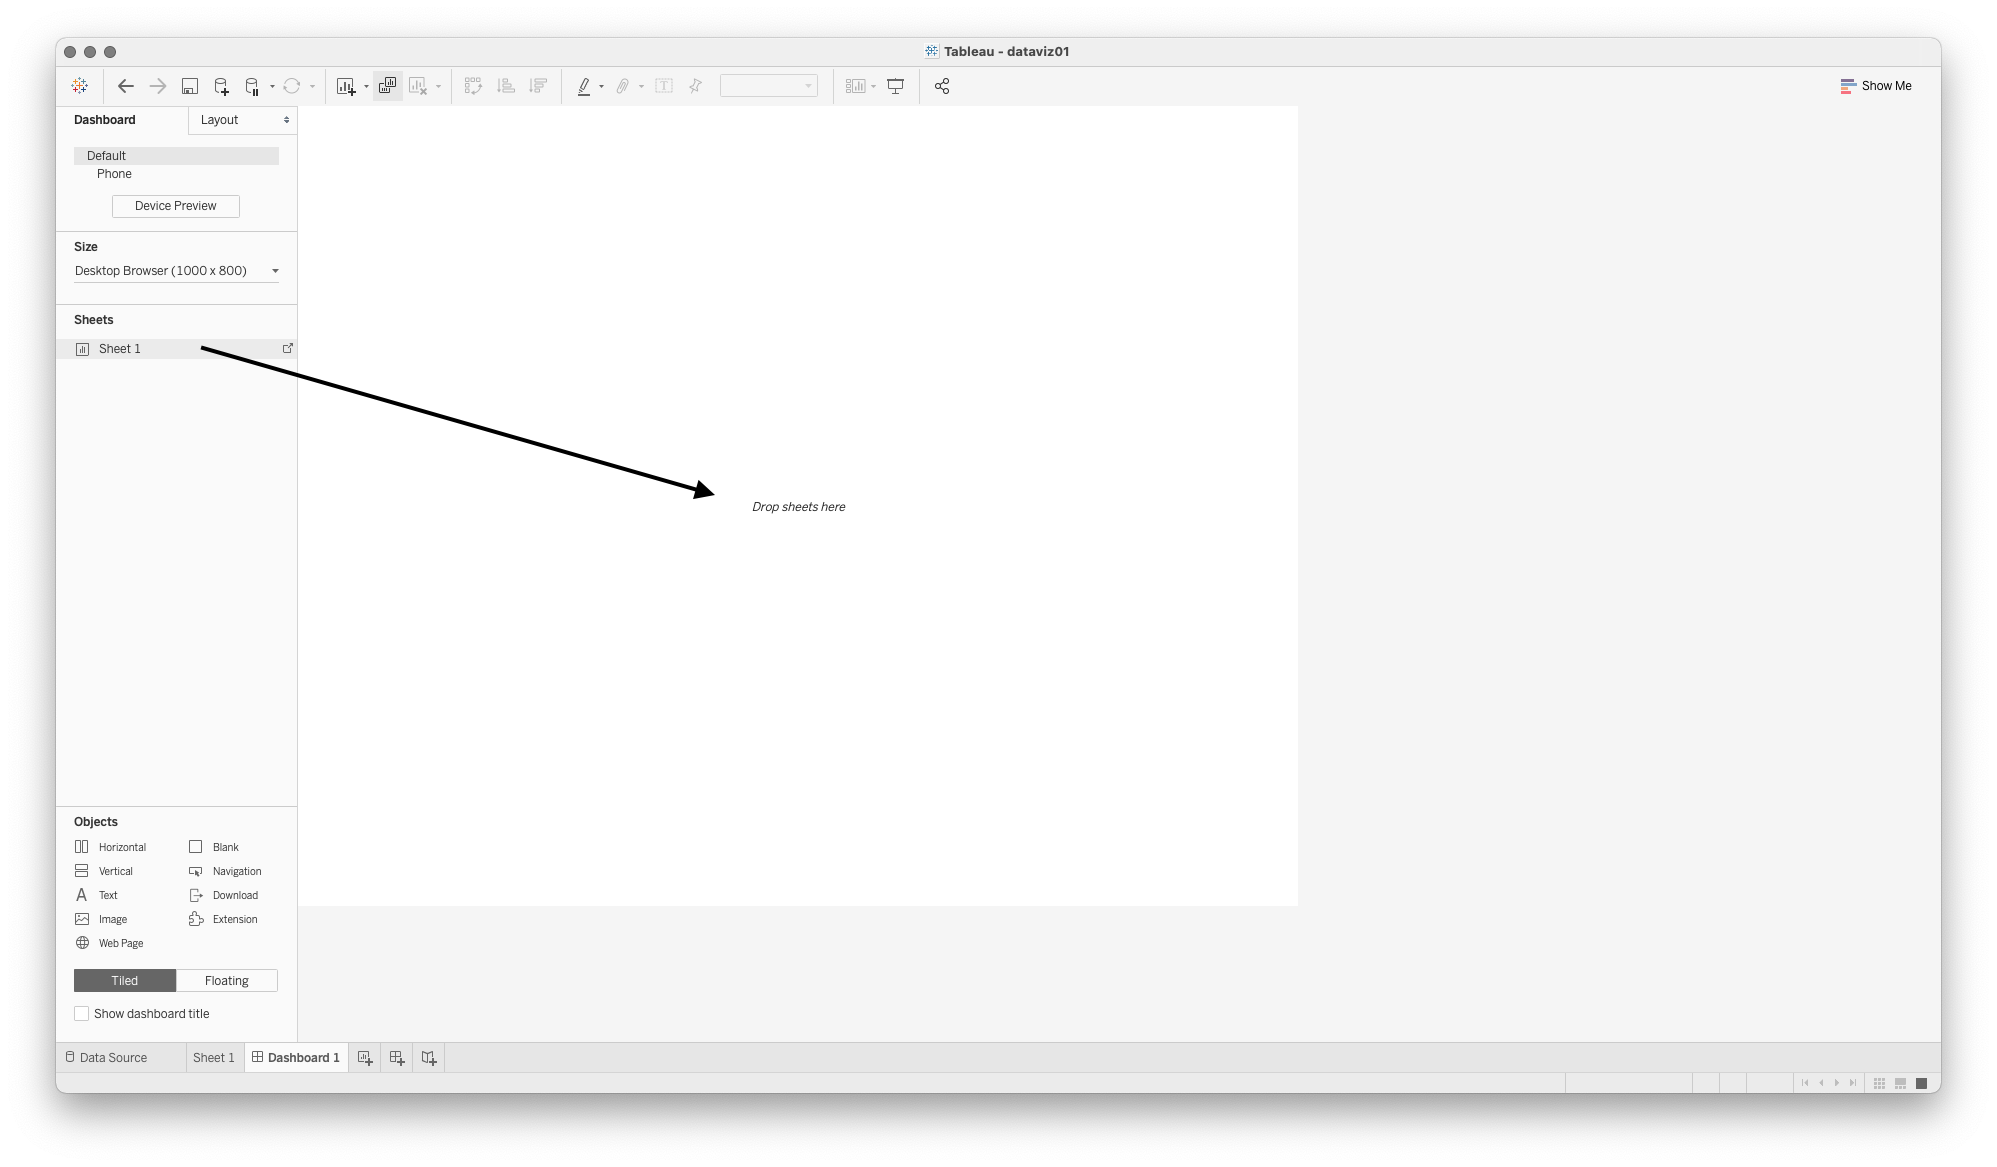 Tableau - dataviz01
Show Me
Dashboard
Layout
Default
Phone
Device Preview
Size
Desktop Browser (1000 x 800)
Sheets
Sheet 1
Drop sheets here
Objects
Horizontal
Blank
Vertical
Navigation
A Text
Download
Image
Extension
Web Page
Tiled
Floating
Show dashboard title
Data Source
Sheet 1
Dashboard 1